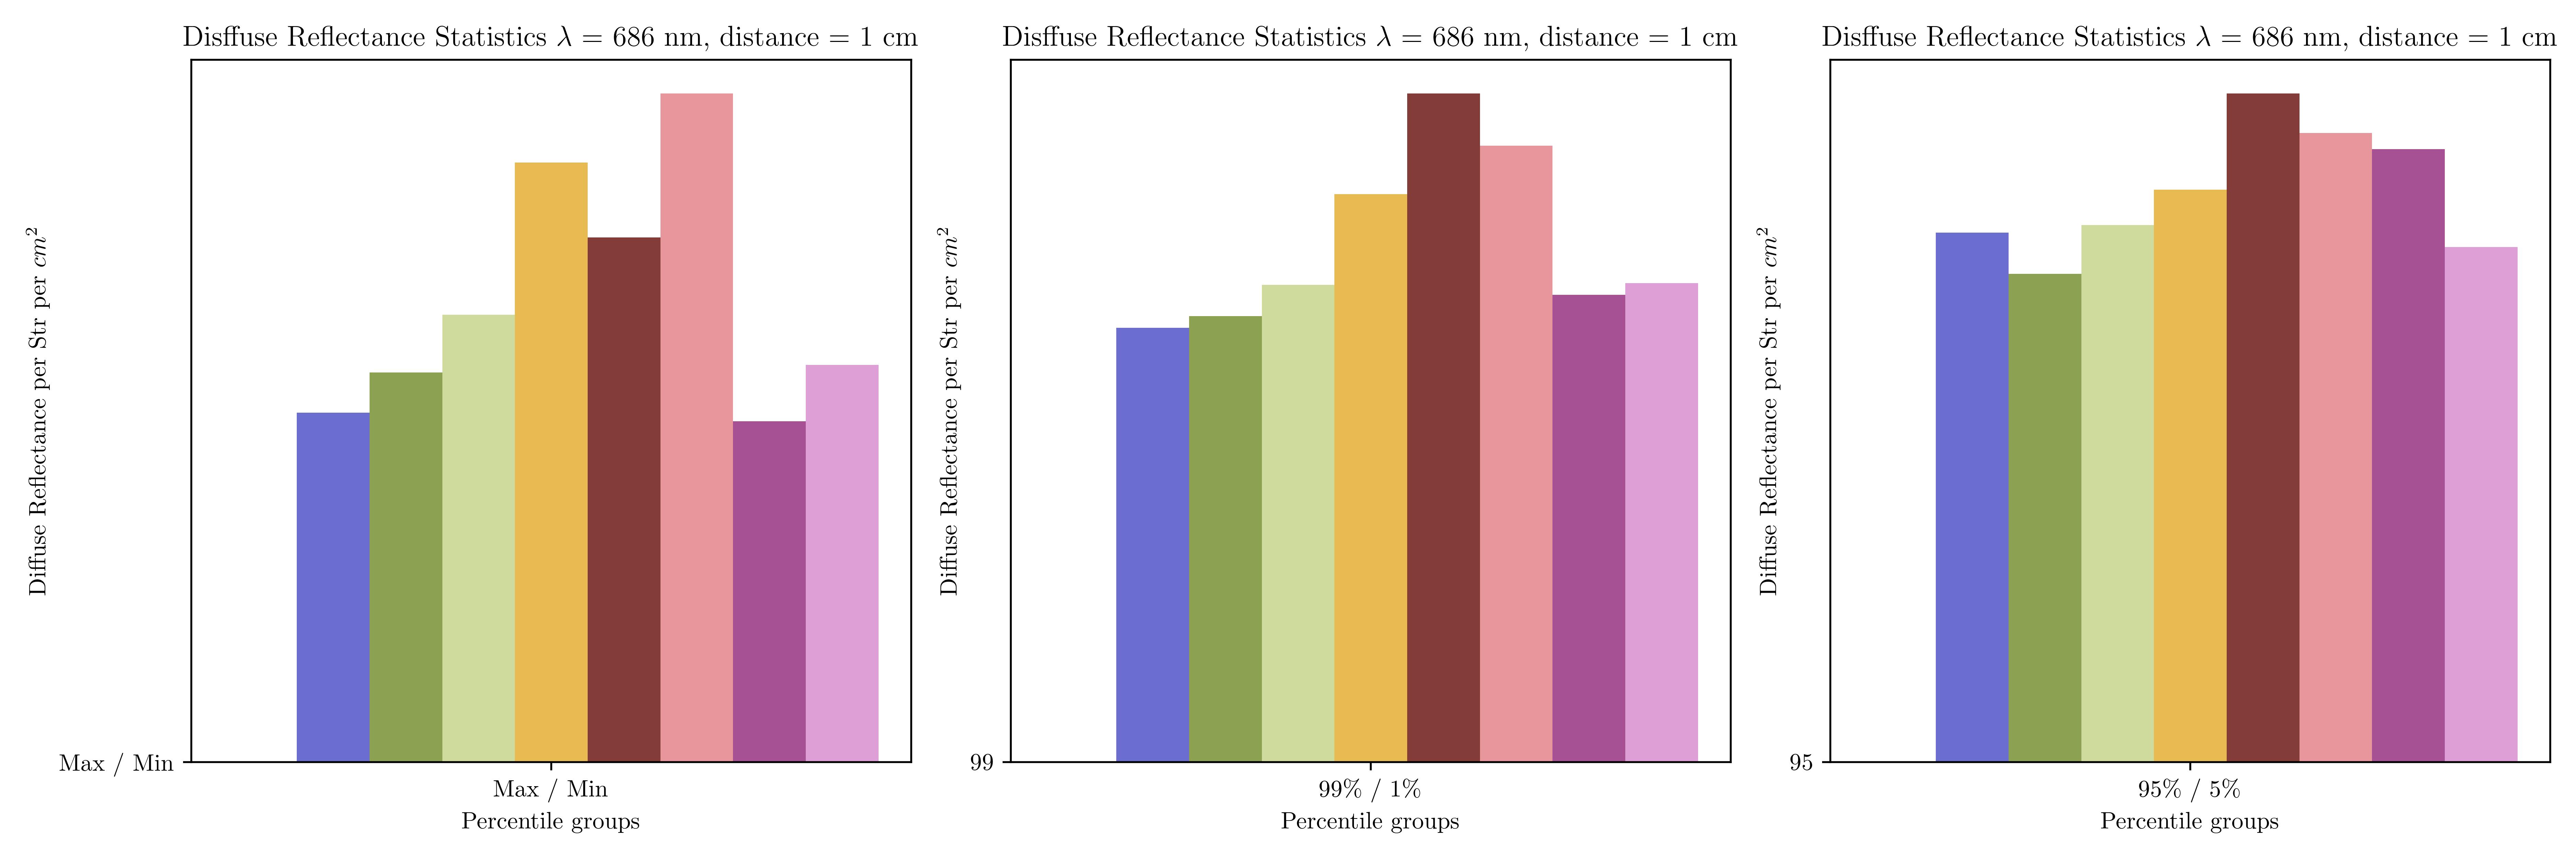 Disffuse Reflectance Statistics λ = 686 nm, distance = 1 cm
Diffuse Reflectance per Str per cm²
Max / Min
Max / Min
Percentile groups
Disffuse Reflectance Statistics λ = 686 nm, distance = 1 cm
Diffuse Reflectance per Str per cm²
99
99% / 1%
Percentile groups
Disffuse Reflectance Statistics λ = 686 nm, distance = 1 cm
Diffuse Reflectance per Str per cm²
95
95% / 5%
Percentile groups